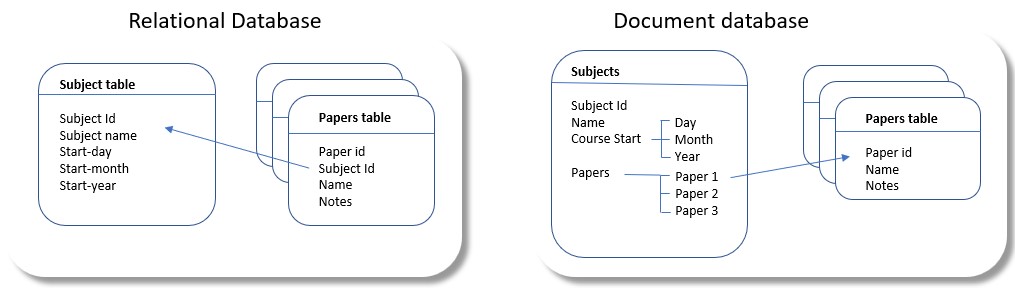 Relational Database
Subject table
Subject Id
Subject name
Start-day
Start-month
Start-year
Papers table
Paper id
Subject Id
Name
Notes
Document database
Subjects
Subject Id
Name
Course Start
Day
Month
Year
Papers
Paper 1
Paper 2
Paper 3
Papers table
Paper id
Name
Notes